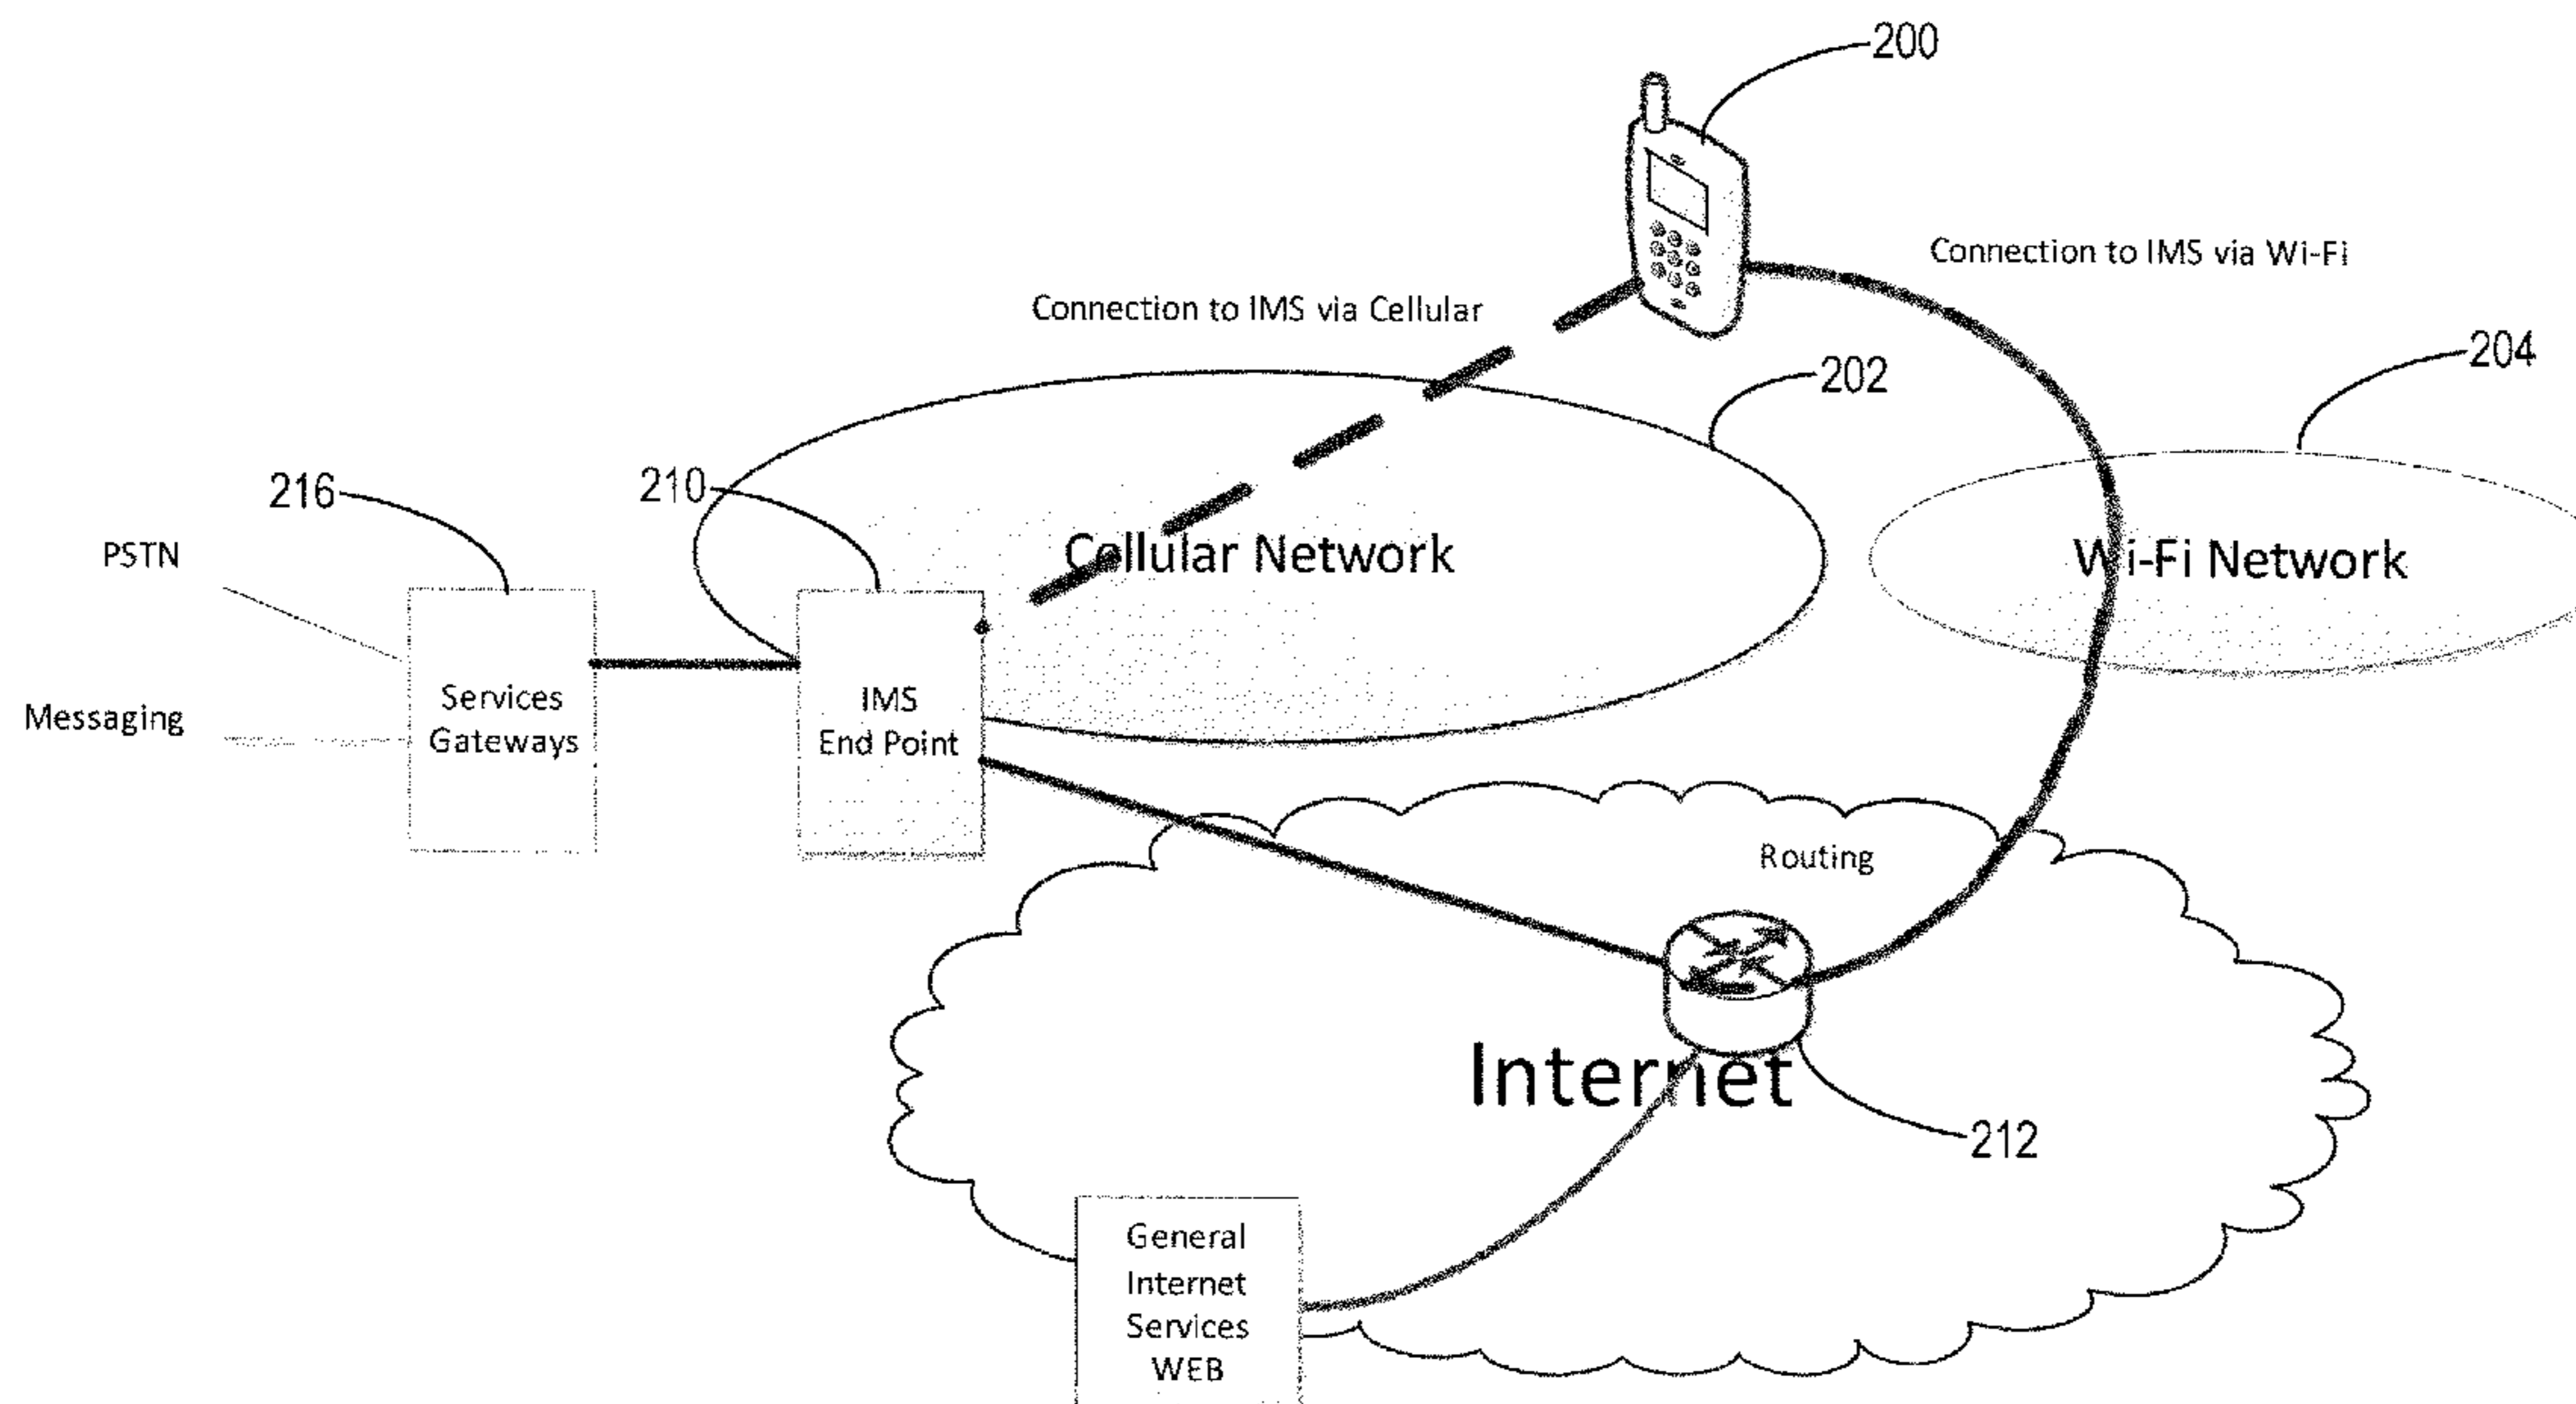 200
Connection to IMS via Wi-Fi
Connection to IMS via Cellular
204
202
216
210
PSTN
Cellular Network
Wi-Fi Network
Messaging
Services
Gateways
IMS
End Point
Routing
Internet
212
General
Internet
Services
WEB